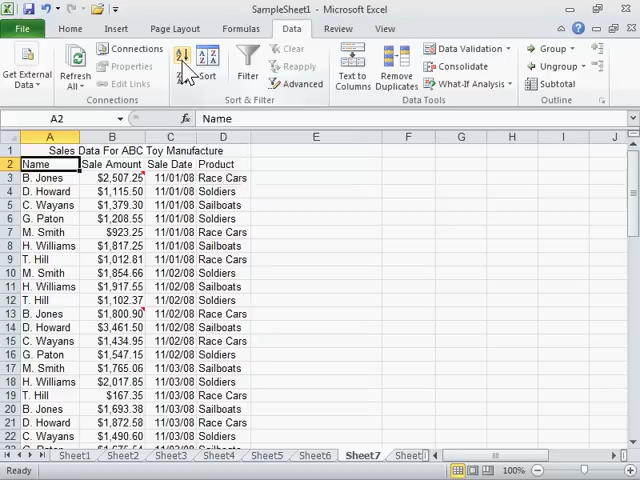 SampleSheet1 - Microsoft Excel
File Home Insert Page Layout Formulas Data Review View
Get External Data
Refresh All
Connections
Properties
Edit Links
Connections
Sort
Filter
Clear
Reapply
Advanced
Sort & Filter
Text to Columns
Remove Duplicates
Data Validation
Consolidate
What-If Analysis
Data Tools
Group
Ungroup
Subtotal
Outline
A2 fx Name
A B C D E F G H I J
1 Sales Data For ABC Toy Manufacture
2 Name Sale Amount Sale Date Product
3 B. Jones $2,507.25 11/01/08 Race Cars
4 D. Howard $1,115.50 11/01/08 Soldiers
5 C. Wayans $1,379.30 11/01/08 Sailboats
6 G. Paton $1,208.55 11/01/08 Soldiers
7 M. Smith $923.25 11/01/08 Race Cars
8 H. Williams $1,817.25 11/01/08 Sailboats
9 T. Hill $1,012.81 11/01/08 Race Cars
10 M. Smith $1,854.66 11/02/08 Soldiers
11 H. Williams $1,917.55 11/02/08 Sailboats
12 T. Hill $1,102.37 11/02/08 Soldiers
13 B. Jones $1,800.90 11/02/08 Race Cars
14 D. Howard $3,461.50 11/02/08 Sailboats
15 C. Wayans $1,434.95 11/02/08 Race Cars
16 G. Paton $1,547.15 11/02/08 Soldiers
17 M. Smith $1,765.06 11/03/08 Sailboats
18 H. Williams $2,017.85 11/03/08 Soldiers
19 T. Hill $167.35 11/03/08 Race Cars
20 B. Jones $1,693.38 11/03/08 Sailboats
21 D. Howard $1,872.58 11/03/08 Race Cars
22 C. Wayans $1,490.60 11/03/08 Soldiers
Sheet1 Sheet2 Sheet3 Sheet4 Sheet5 Sheet6 Sheet7
Ready 100%